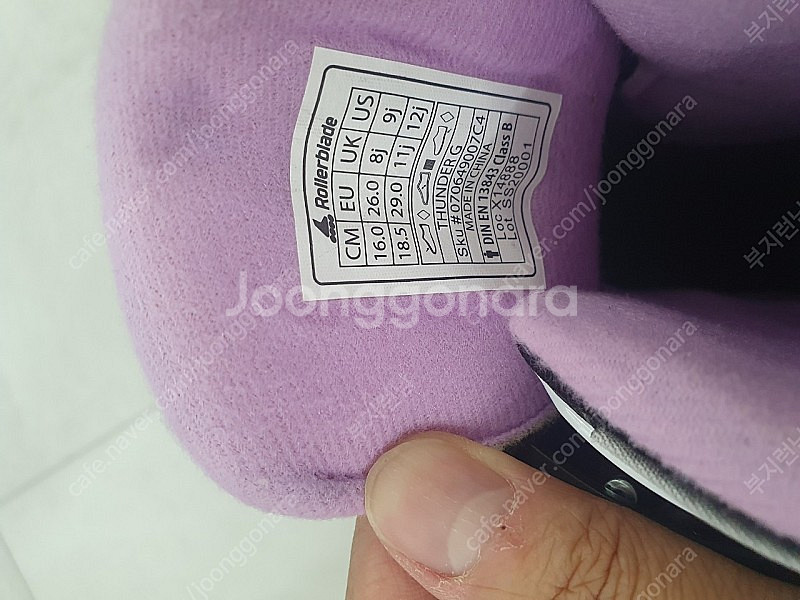 Rollerblade
CM EU UK US
16.0 26.0 8j 9j
18.5 29.0 11j 12j
THUNDER G
Sku #070649007C4
MADE IN CHINA
DIN EN 13843 Class B
Loc X14888
Lot SS20001
Joonggonara
cafe.naver.com/joonggonara
부지린